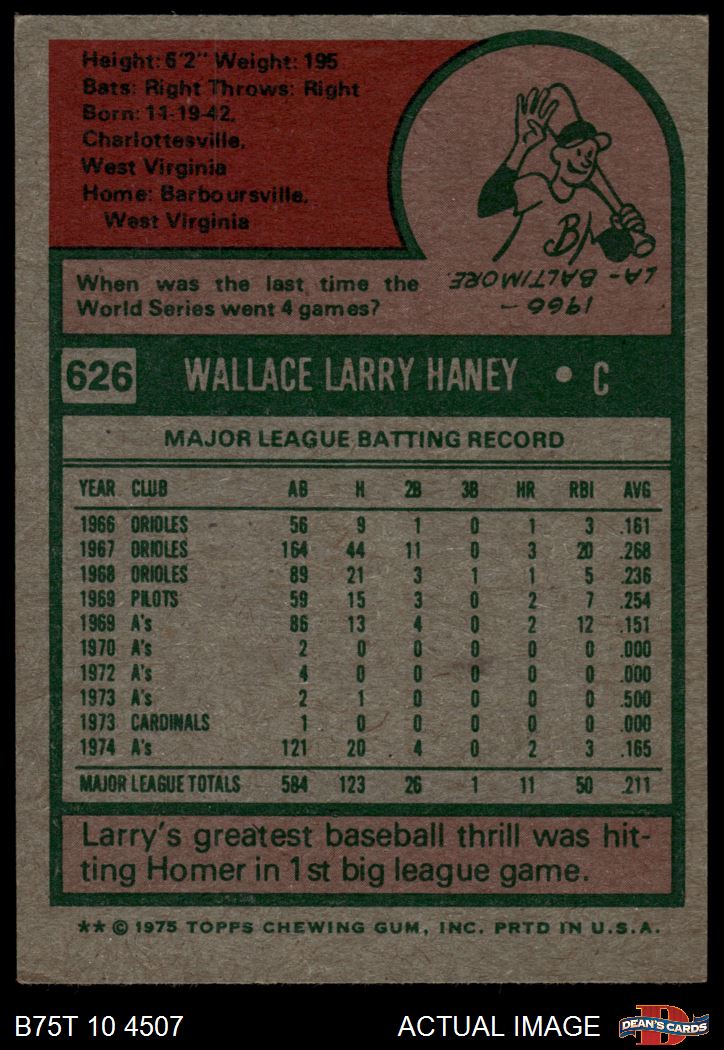 Height: 6'2" Weight: 195
Bats: Right Throws: Right
Born: 11-19-42,
Charlottesville,
West Virginia
Home: Barboursville,
West Virginia
B
When was the last time the
World Series went 4 games?
1966 -
LA - BALTIMORE.
626 WALLACE LARRY HANEY • C
MAJOR LEAGUE BATTING RECORD
YEAR CLUB AB H 2B 3B HR RBI AVG
1966 ORIOLES 56 9 1 0 1 3 .161
1967 ORIOLES 164 44 11 0 3 20 .268
1968 ORIOLES 89 21 3 1 1 5 .236
1969 PILOTS 59 15 3 0 2 7 .254
1969 A's 86 13 4 0 2 12 .151
1970 A's 2 0 0 0 0 0 .000
1972 A's 4 0 0 0 0 0 .000
1973 A's 2 1 0 0 0 0 .500
1973 CARDINALS 1 0 0 0 0 0 .000
1974 A's 121 20 4 0 2 3 .165
MAJOR LEAGUE TOTALS 584 123 26 1 11 50 .211
Larry's greatest baseball thrill was hit-
ting Homer in 1st big league game.
** © 1975 TOPPS CHEWING GUM, INC. PRTD IN U.S.A.
B75T 10 4507 ACTUAL IMAGE D DEAN'S CARDS